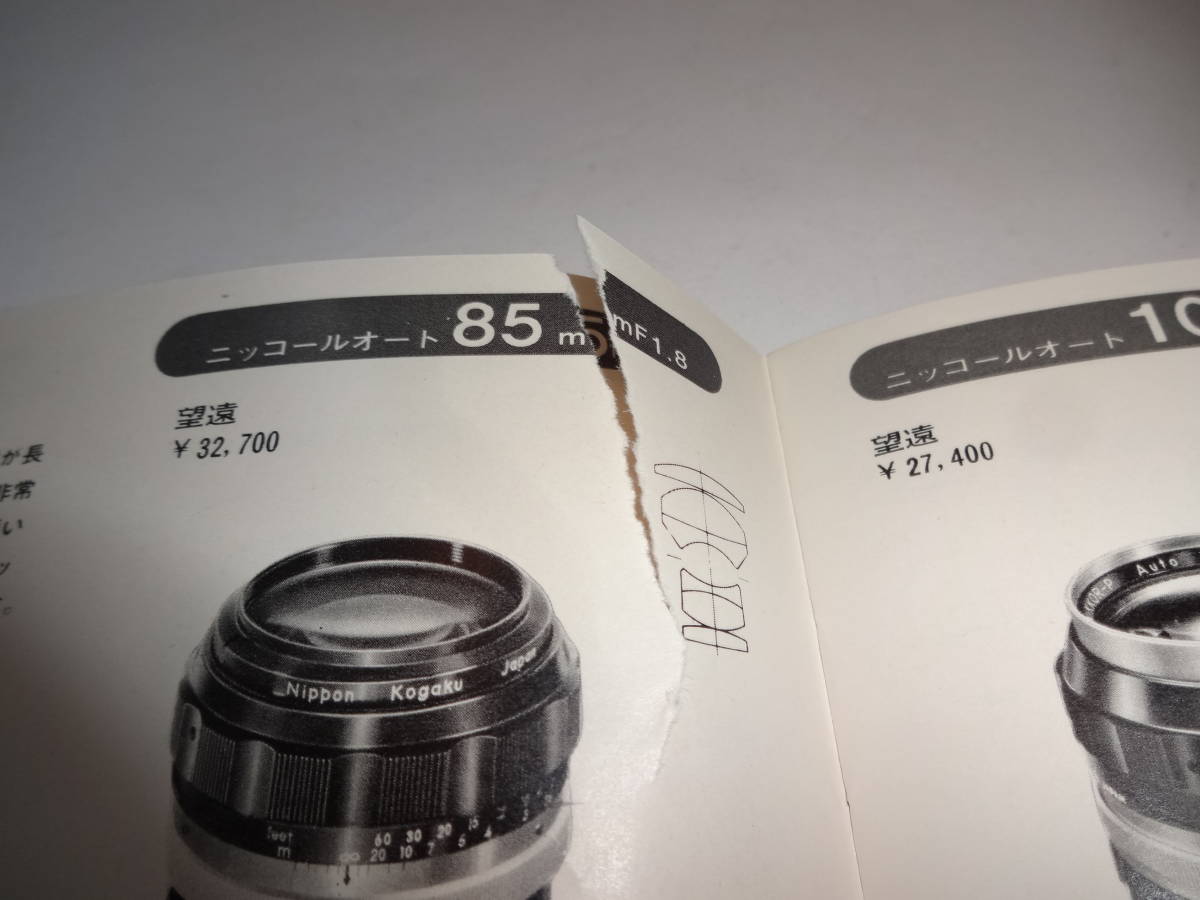 ニッコールオート 85 mmF1.8
望遠
¥ 32,700
が長
非常
い
ッ
。
Nippon Kogaku Japan
feet 60 30 20 15
m ∞ 20 10 7 5 4 3
ニッコールオート 10
望遠
¥ 27,400
Auto